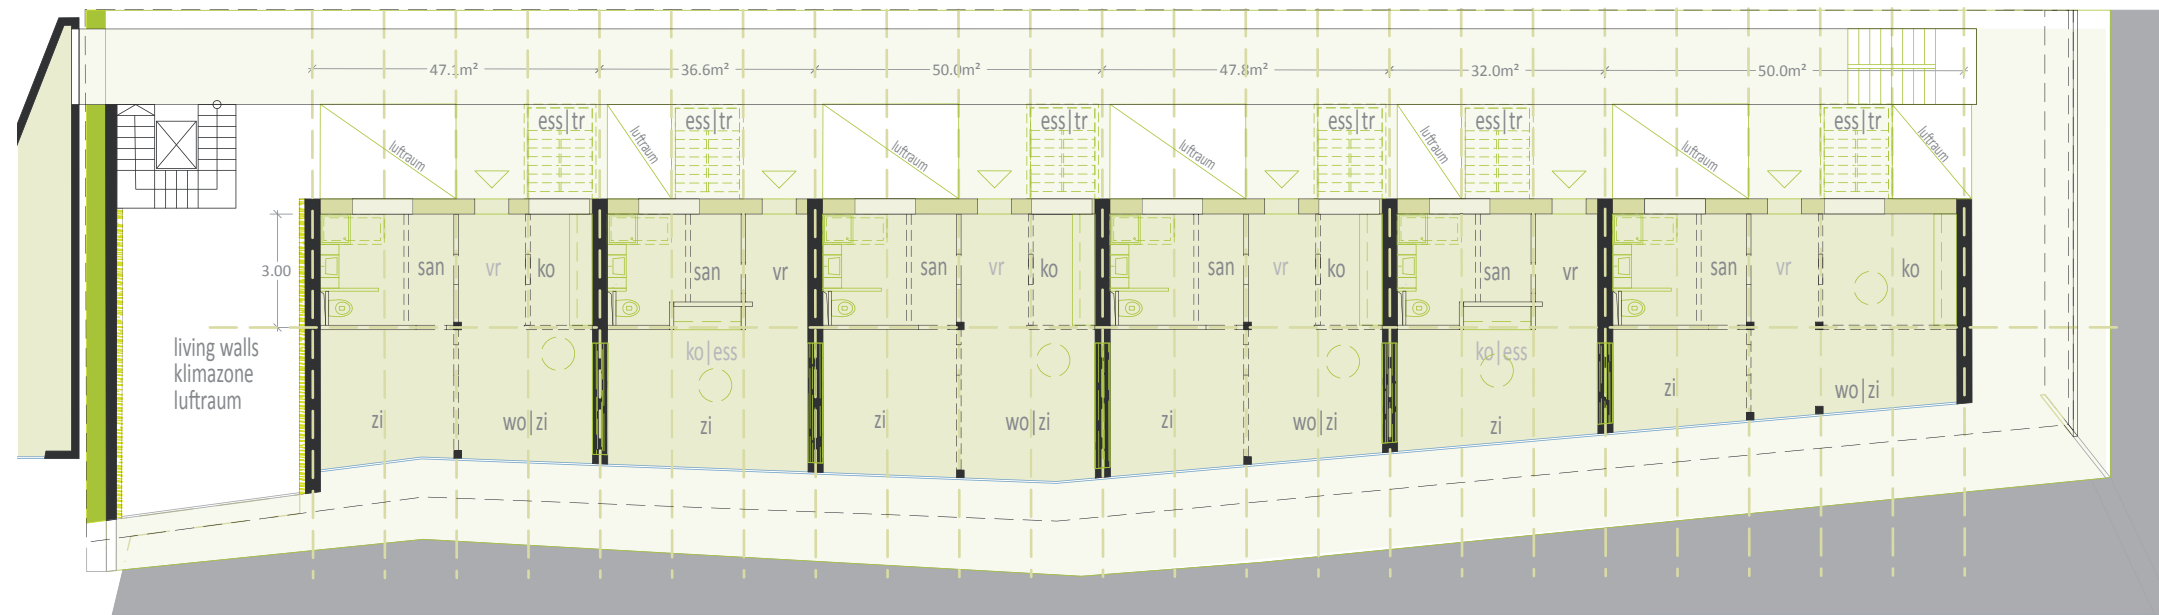 47.1m² 36.6m² 50.0m² 47.8m² 32.0m² 50.0m²
ess|tr ess|tr ess|tr ess|tr ess|tr ess|tr
luftraum luftraum luftraum luftraum luftraum luftraum luftraum
3.00
san vr ko san vr san vr ko san vr ko san vr san vr ko
living walls
klimazone
luftraum
ko|ess ko|ess
zi wo|zi zi zi wo|zi zi wo|zi zi zi wo|zi